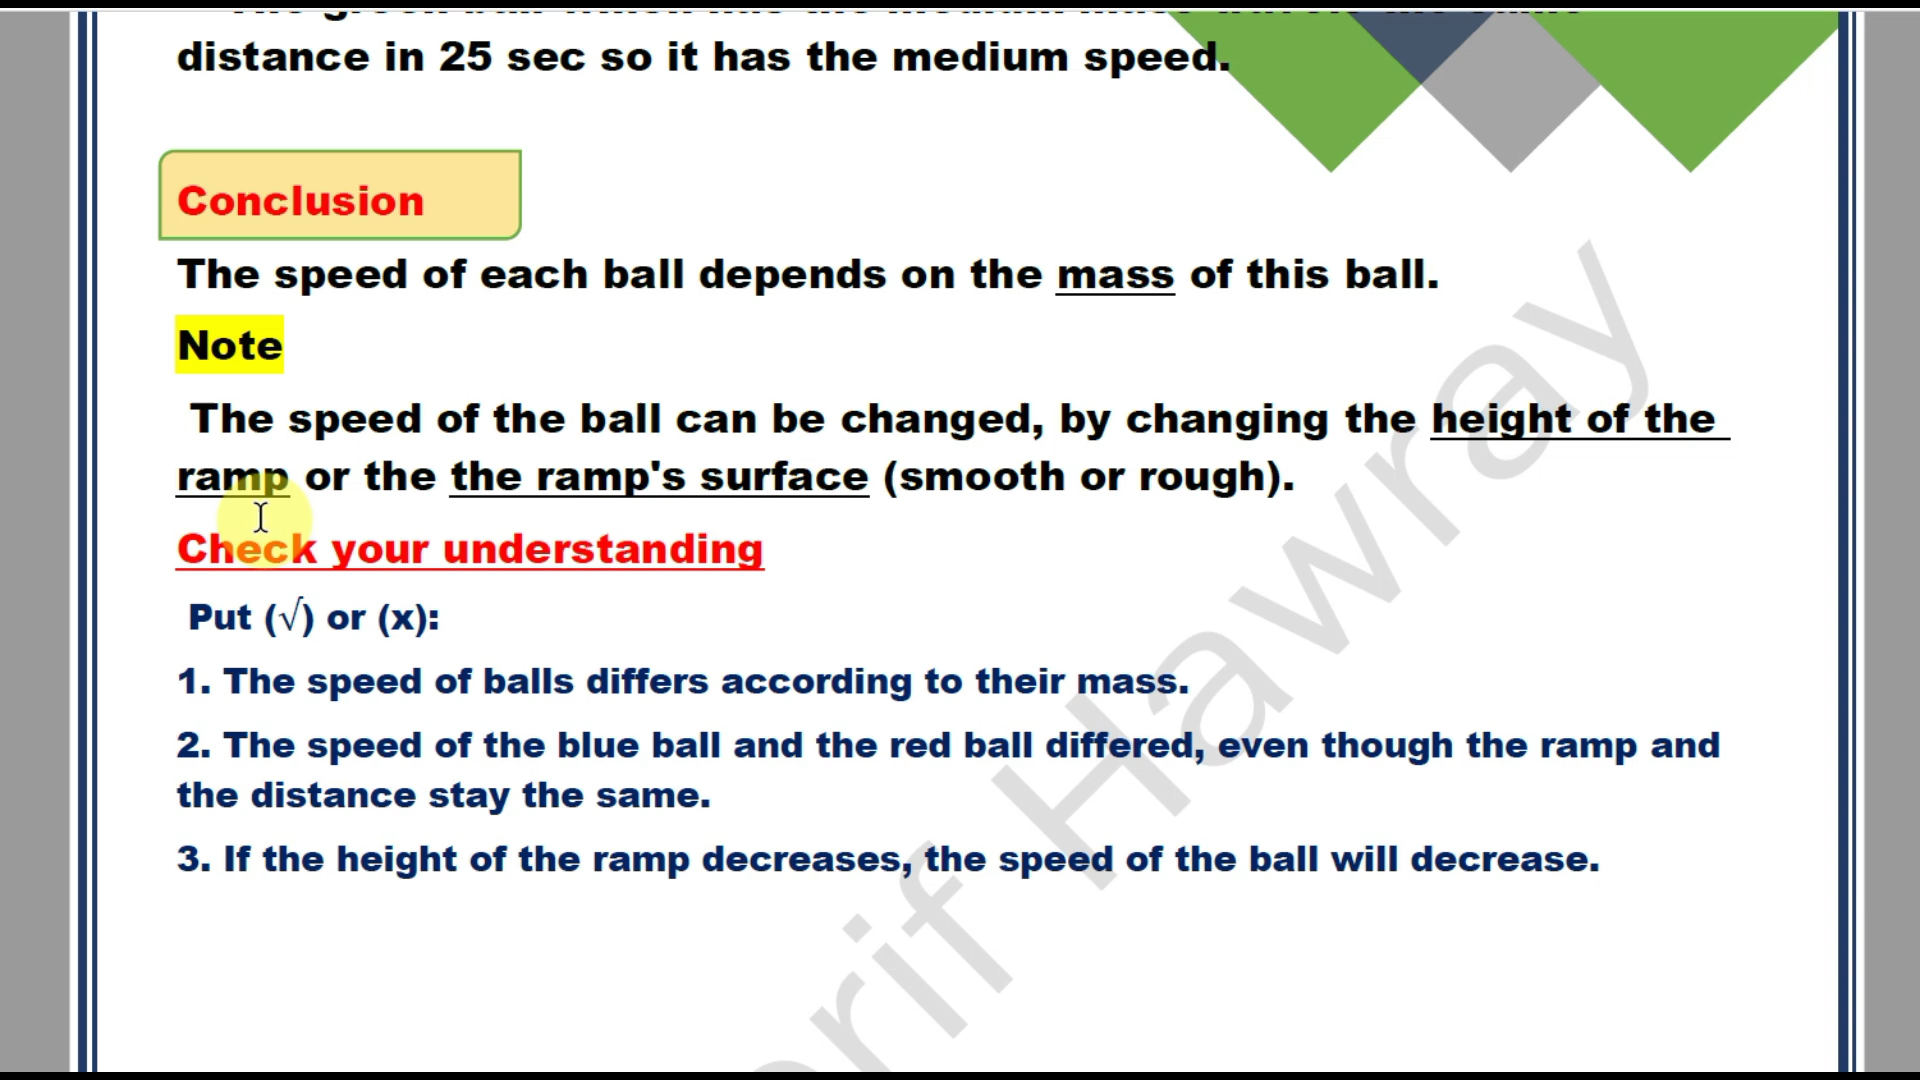 distance in 25 sec so it has the medium speed.
Conclusion
The speed of each ball depends on the mass of this ball.
Note
The speed of the ball can be changed, by changing the height of the
ramp or the the ramp's surface (smooth or rough).
Check your understanding
Put (√) or (x):
1. The speed of balls differs according to their mass.
2. The speed of the blue ball and the red ball differed, even though the ramp and
the distance stay the same.
3. If the height of the ramp decreases, the speed of the ball will decrease.
Hawray